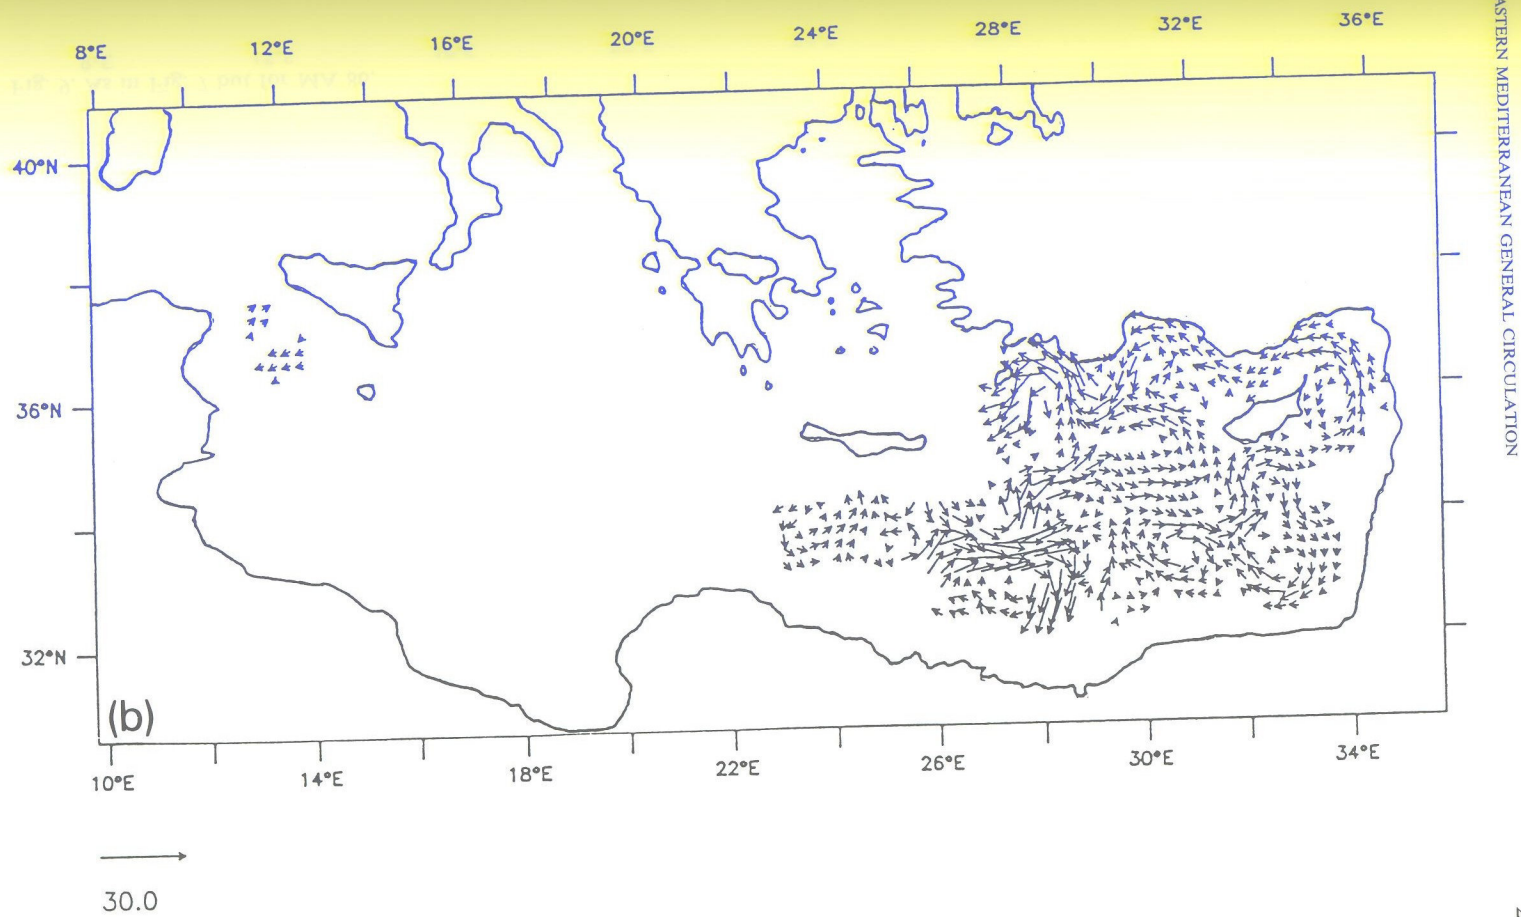 8°E 12°E 16°E 20°E 24°E 28°E 32°E 36°E
40°N
36°N
32°N
(b)
10°E 14°E 18°E 22°E 26°E 30°E 34°E
30.0
EASTERN MEDITERRANEAN GENERAL CIRCULATION